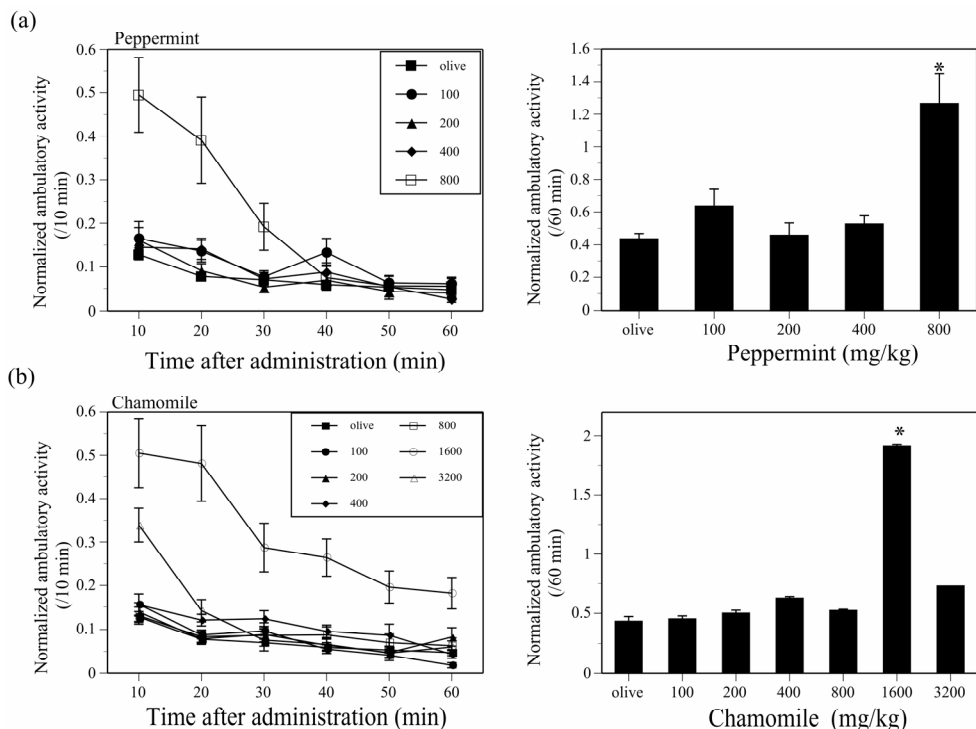 (a)
Peppermint
Normalized ambulatory activity
(/10 min)
0.6
0.5
0.4
0.3
0.2
0.1
0
olive
100
200
400
800
10 20 30 40 50 60
Time after administration (min)
Normalized ambulatory activity
(/60 min)
1.6
1.4
1.2
1
0.8
0.6
0.4
0.2
0
*
olive 100 200 400 800
Peppermint (mg/kg)
(b)
Chamomile
Normalized ambulatory activity
(/10 min)
0.6
0.5
0.4
0.3
0.2
0.1
0
olive 800
100 1600
200 3200
400
10 20 30 40 50 60
Time after administration (min)
Normalized ambulatory activity
(/60 min)
2
1.5
1
0.5
0
*
olive 100 200 400 800 1600 3200
Chamomile (mg/kg)